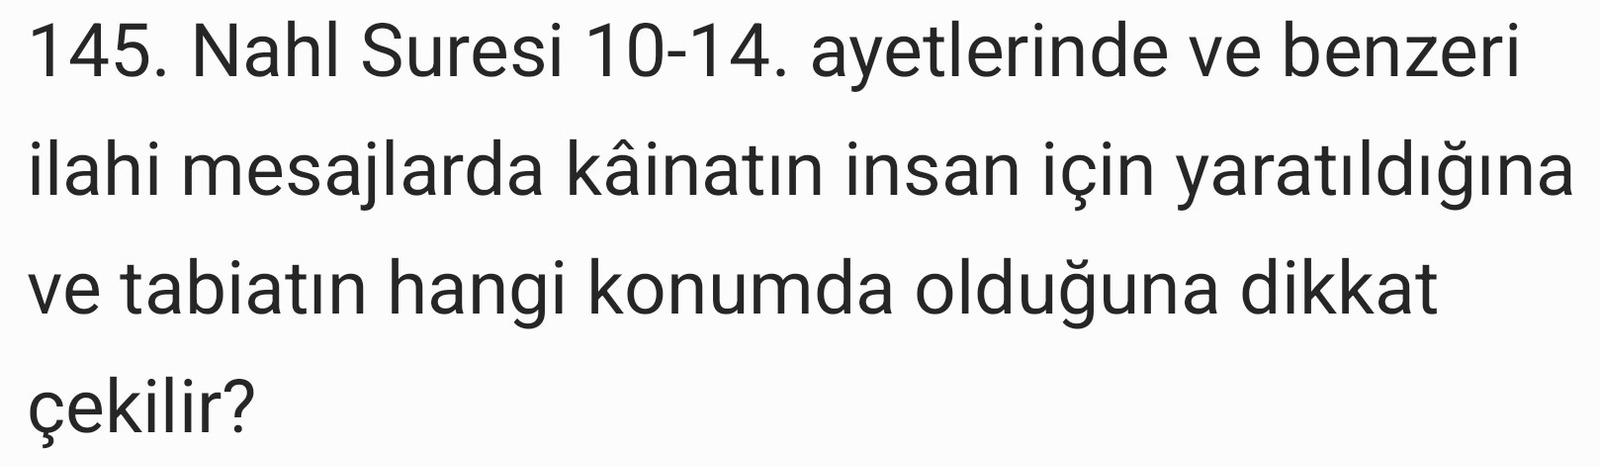 145. Nahl Suresi 10-14. ayetlerinde ve benzeri
ilahi mesajlarda kâinatın insan için yaratıldığına
ve tabiatın hangi konumda olduğuna dikkat
çekilir?